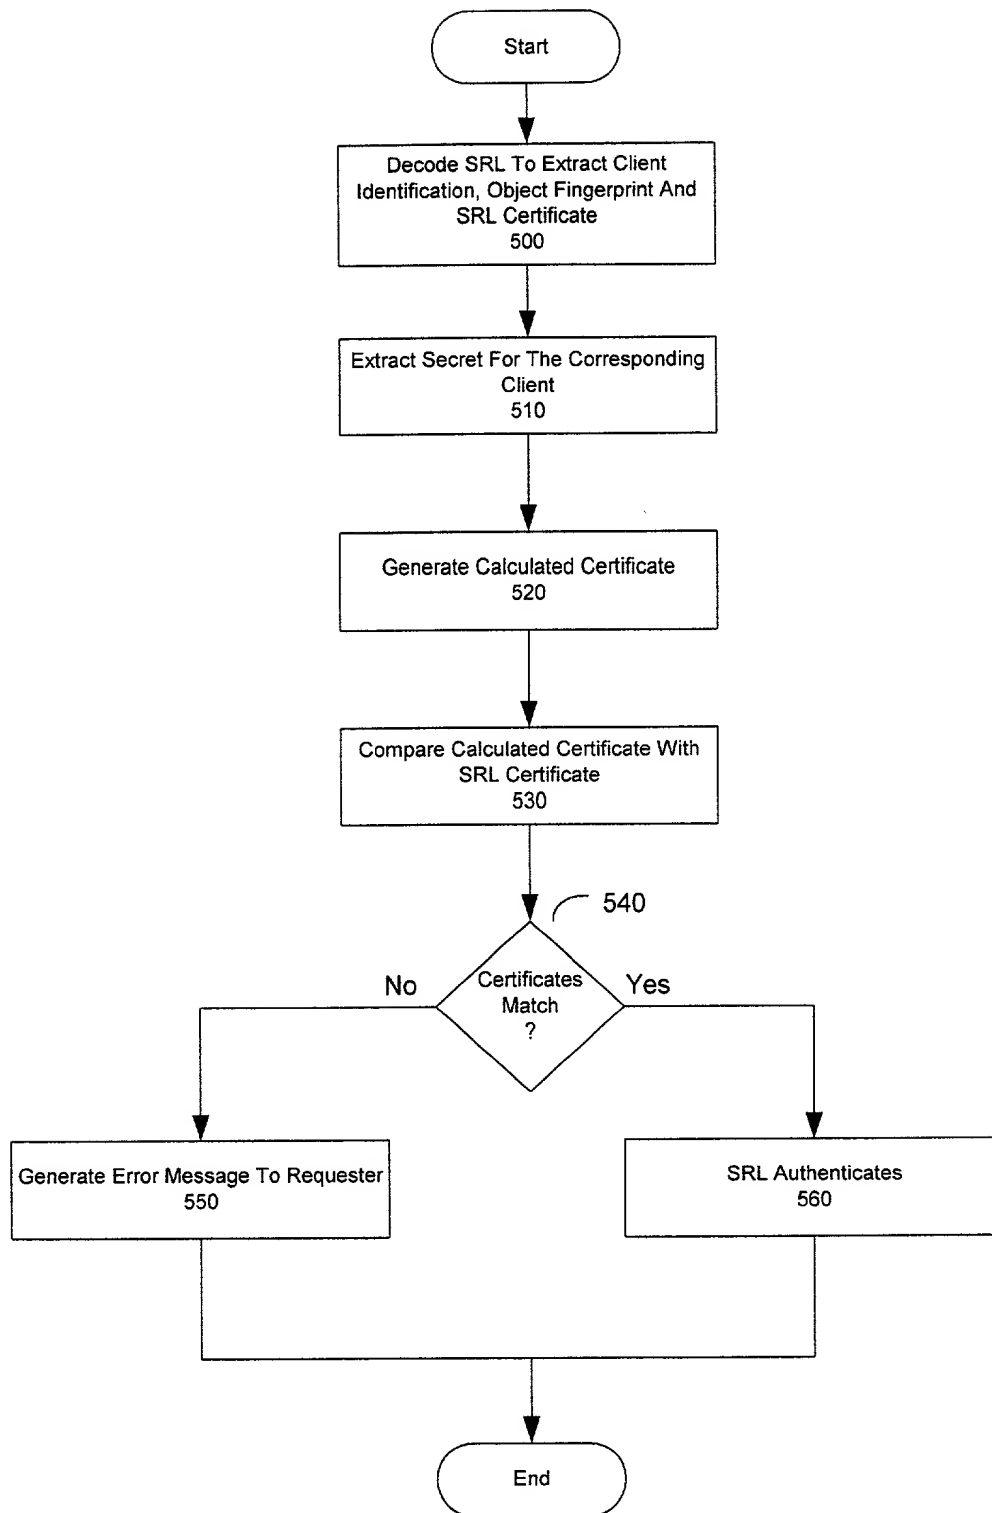 Start
Decode SRL To Extract Client
Identification, Object Fingerprint And
SRL Certificate
500
Extract Secret For The Corresponding
Client
510
Generate Calculated Certificate
520
Compare Calculated Certificate With
SRL Certificate
530
540
No
Certificates
Match
?
Yes
Generate Error Message To Requester
550
SRL Authenticates
560
End